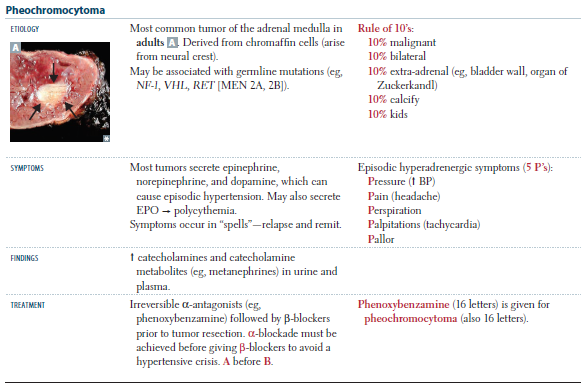 Pheochromocytoma
ETIOLOGY
A
Most common tumor of the adrenal medulla in
adults A. Derived from chromaffin cells (arise
from neural crest).
May be associated with germline mutations (eg,
NF-1, VHL, RET [MEN 2A, 2B]).
Rule of 10's:
10% malignant
10% bilateral
10% extra-adrenal (eg, bladder wall, organ of
Zuckerkandl)
10% calcify
10% kids
SYMPTOMS
Most tumors secrete epinephrine,
norepinephrine, and dopamine, which can
cause episodic hypertension. May also secrete
EPO → polycythemia.
Symptoms occur in “spells”—relapse and remit.
Episodic hyperadrenergic symptoms (5 P's):
Pressure (↑ BP)
Pain (headache)
Perspiration
Palpitations (tachycardia)
Pallor
FINDINGS
↑ catecholamines and catecholamine
metabolites (eg, metanephrines) in urine and
plasma.
TREATMENT
Irreversible α-antagonists (eg,
phenoxybenzamine) followed by β-blockers
prior to tumor resection. α-blockade must be
achieved before giving β-blockers to avoid a
hypertensive crisis. A before B.
Phenoxybenzamine (16 letters) is given for
pheochromocytoma (also 16 letters).